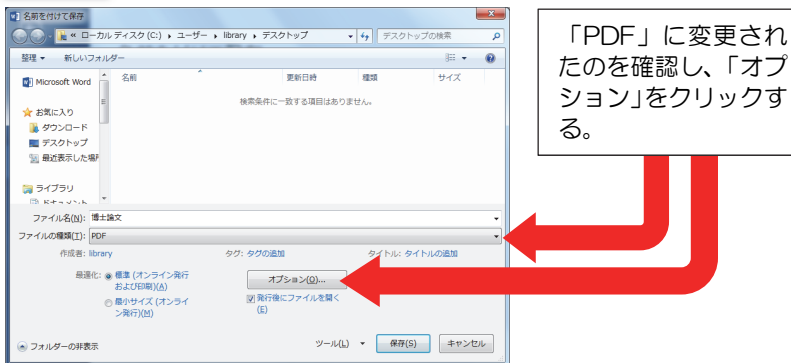 名前を付けて保存
« ローカル ディスク (C:) ▸ ユーザー ▸ library ▸ デスクトップ
デスクトップの検索
整理 ▼ 新しいフォルダー
Microsoft Word
名前 更新日時 種類 サイズ
検索条件に一致する項目はありません。
お気に入り
ダウンロード
デスクトップ
最近表示した場所
ライブラリ
ドキュメント
ファイル名(N): 博士論文
ファイルの種類(T): PDF
作成者: library タグ: タグの追加 タイトル: タイトルの追加
最適化: 標準 (オンライン発行
および印刷)(A)
最小サイズ (オンライ
ン発行)(M)
オプション(O)...
発行後にファイルを開く
(E)
フォルダーの非表示 ツール(L) ▼ 保存(S) キャンセル
「PDF」に変更され
たのを確認し、「オプ
ション」をクリックす
る。